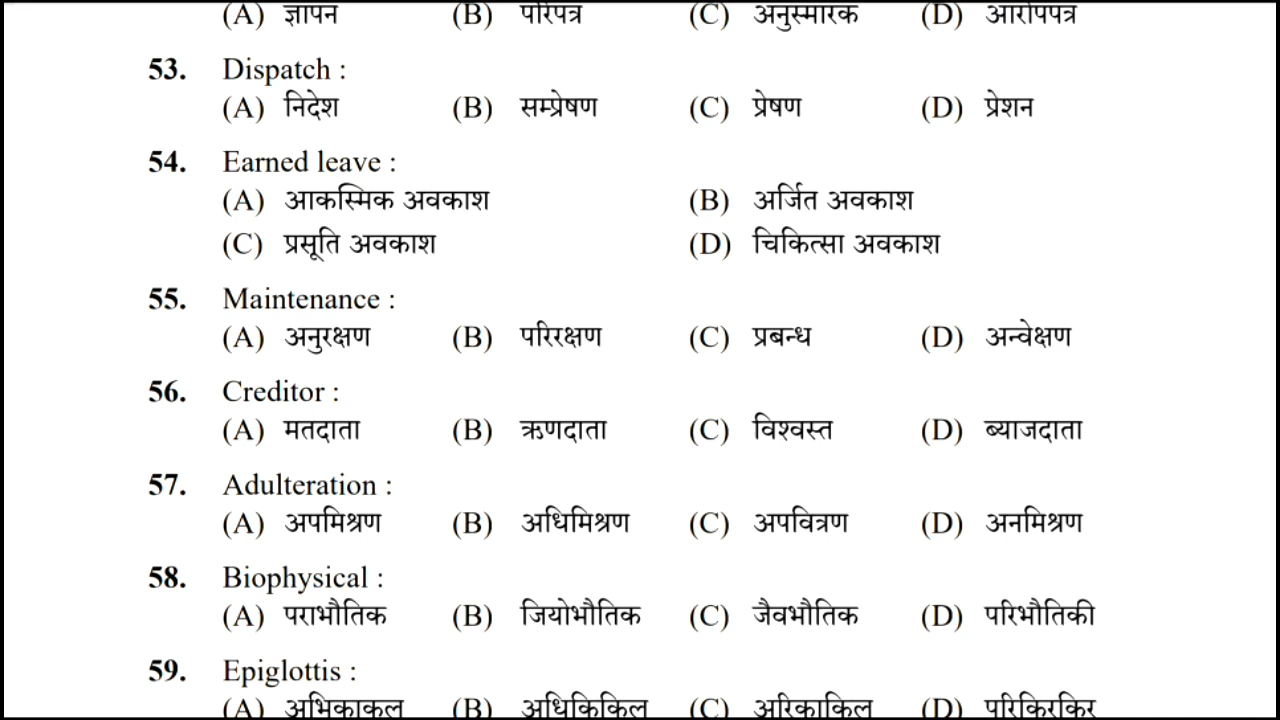 (A) ज्ञापन (B) परिपत्र (C) अनुस्मारक (D) आरोपपत्र
53. Dispatch :
(A) निदेश (B) सम्प्रेषण (C) प्रेषण (D) प्रेशन
54. Earned leave :
(A) आकस्मिक अवकाश (B) अर्जित अवकाश
(C) प्रसूति अवकाश (D) चिकित्सा अवकाश
55. Maintenance :
(A) अनुरक्षण (B) परिरक्षण (C) प्रबन्ध (D) अन्वेक्षण
56. Creditor :
(A) मतदाता (B) ऋणदाता (C) विश्वस्त (D) ब्याजदाता
57. Adulteration :
(A) अपमिश्रण (B) अधिमिश्रण (C) अपवित्रण (D) अनमिश्रण
58. Biophysical :
(A) पराभौतिक (B) जियोभौतिक (C) जैवभौतिक (D) परिभौतिकी
59. Epiglottis :
(A) (B) (C) (D)